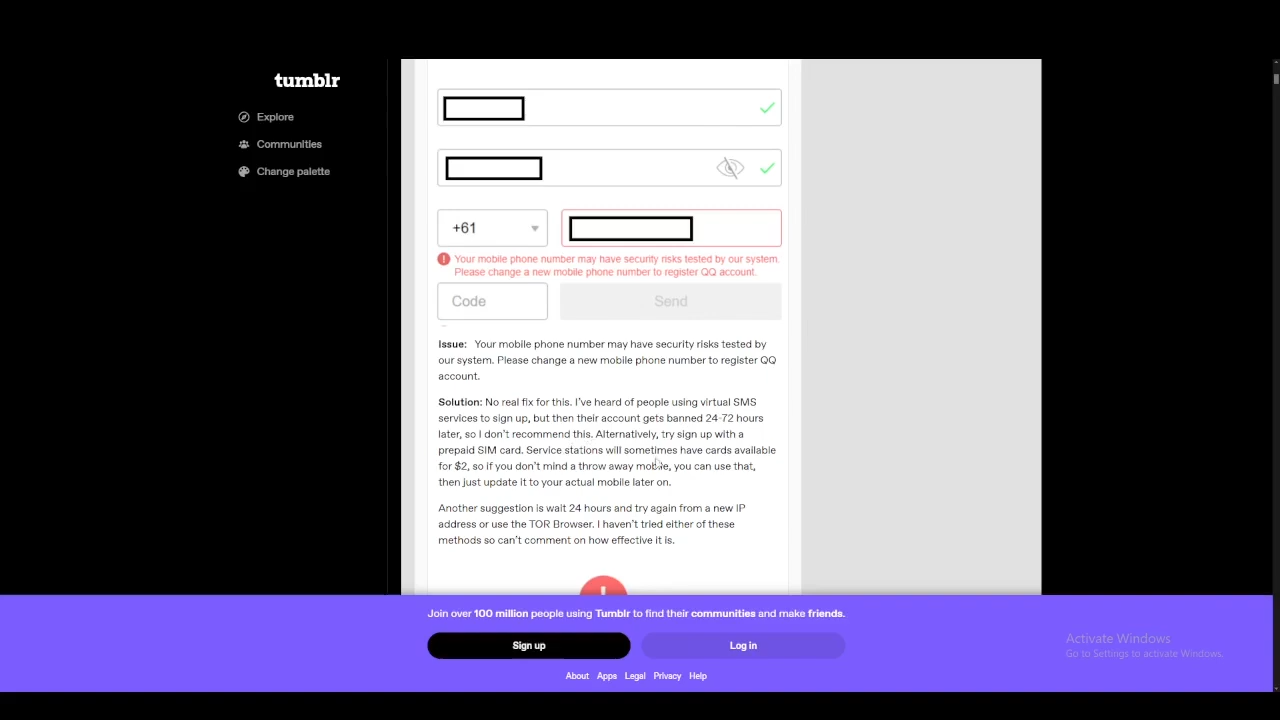 tumblr
Explore
Communities
Change palette
+61
Your mobile phone number may have security risks tested by our system.
Please change a new mobile phone number to register QQ account.
Code
Send
Issue: Your mobile phone number may have security risks tested by
our system. Please change a new mobile phone number to register QQ
account.
Solution: No real fix for this. I've heard of people using virtual SMS
services to sign up, but then their account gets banned 24-72 hours
later, so I don't recommend this. Alternatively, try sign up with a
prepaid SIM card. Service stations will sometimes have cards available
for $2, so if you don't mind a throw away mobile, you can use that,
then just update it to your actual mobile later on.
Another suggestion is wait 24 hours and try again from a new IP
address or use the TOR Browser. I haven't tried either of these
methods so can't comment on how effective it is.
Join over 100 million people using Tumblr to find their communities and make friends.
Sign up
Log in
About Apps Legal Privacy Help
Activate Windows
Go to Settings to activate Windows.